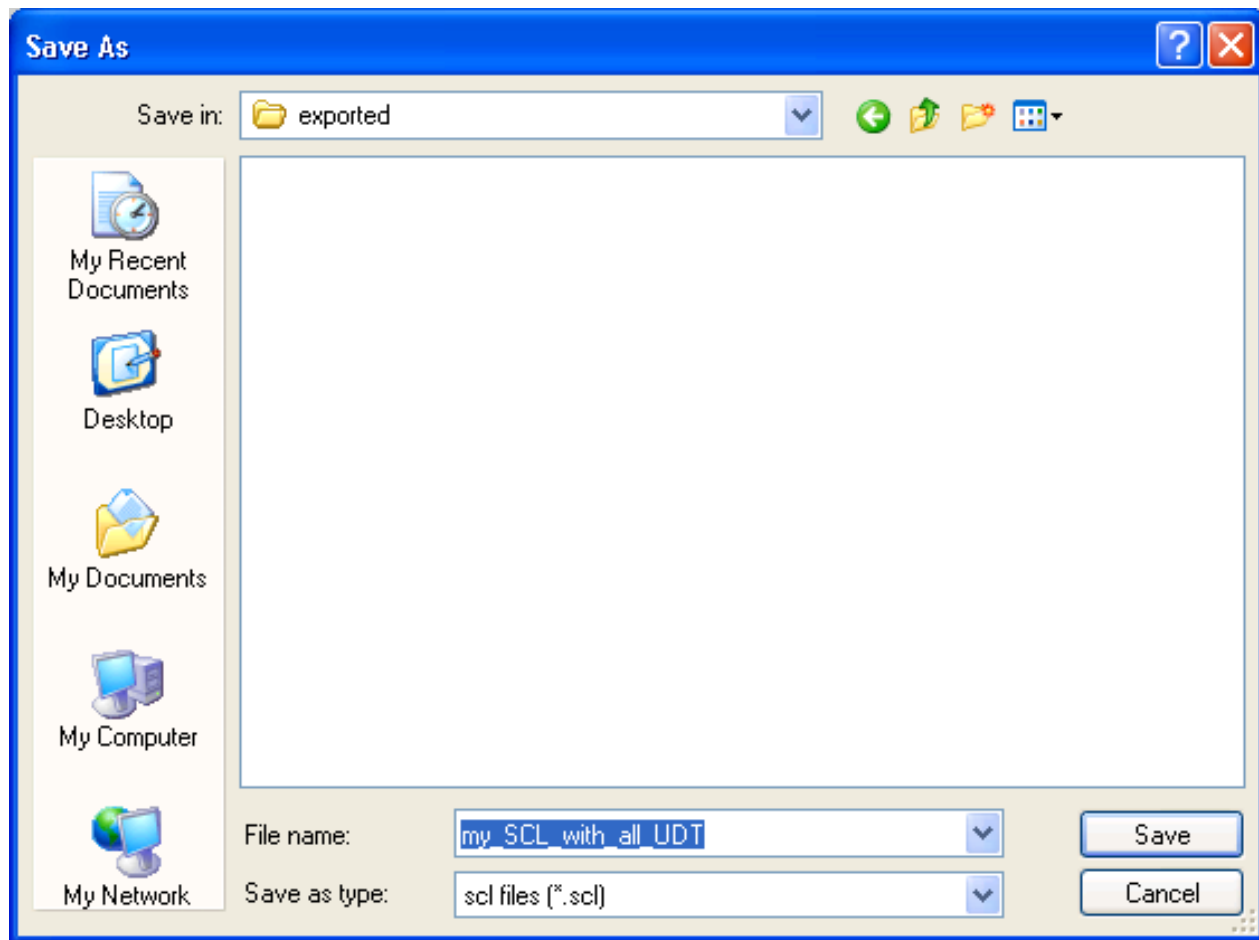 Save As
Save in:
exported
My Recent
Documents
Desktop
My Documents
My Computer
My Network
File name:
my_SCL_with_all_UDT
Save
Save as type:
scl files (*.scl)
Cancel